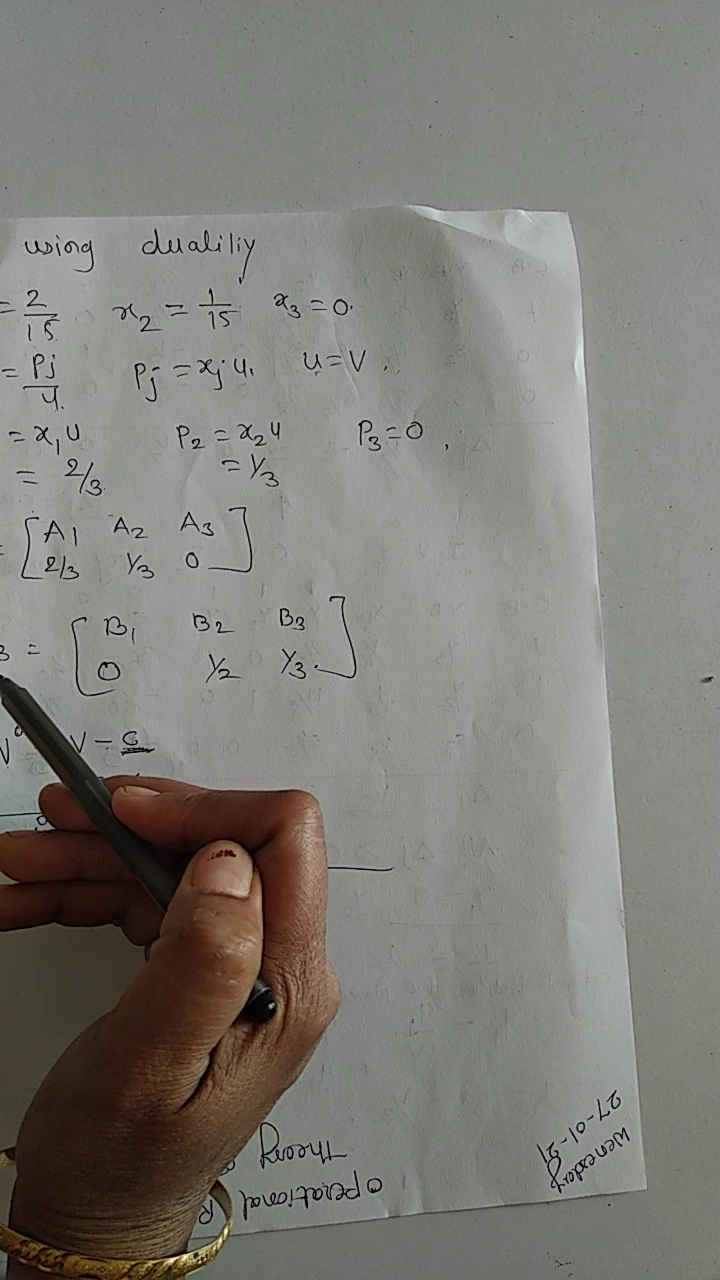 using dualiliy
= 2/15 x2 = 1/15 x3 = 0.
= Pj/u. Pj = xj u. u = V.
= x1 u P2 = x2 u P3 = 0,
= 2/3 = 1/3
= [A1 A2 A3
2/3 1/3 0]
= [B1 B2 B3
0 1/2 1/3.]
V - c
Theory
Operational R
Wenesday
27-01-21